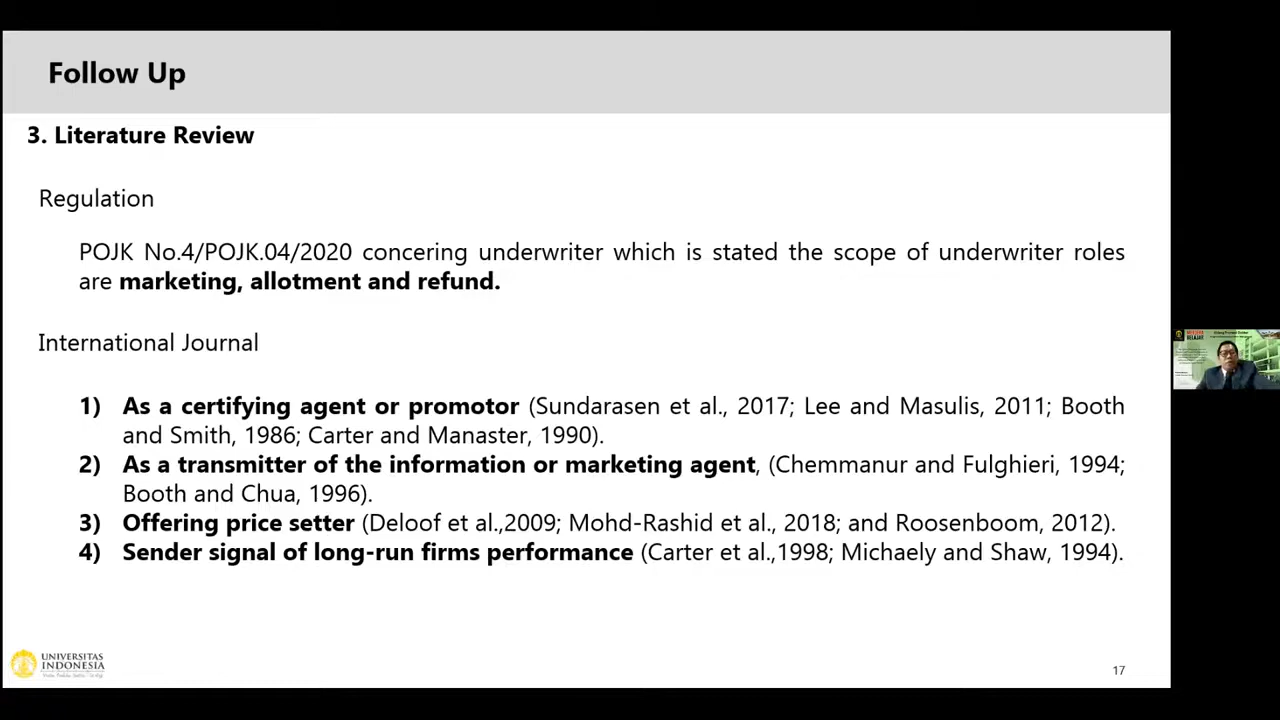 Follow Up
3. Literature Review
Regulation
POJK No.4/POJK.04/2020 concering underwriter which is stated the scope of underwriter roles
are marketing, allotment and refund.
International Journal
1) As a certifying agent or promotor (Sundarasen et al., 2017; Lee and Masulis, 2011; Booth
and Smith, 1986; Carter and Manaster, 1990).
2) As a transmitter of the information or marketing agent, (Chemmanur and Fulghieri, 1994;
Booth and Chua, 1996).
3) Offering price setter (Deloof et al.,2009; Mohd-Rashid et al., 2018; and Roosenboom, 2012).
4) Sender signal of long-run firms performance (Carter et al.,1998; Michaely and Shaw, 1994).
UNIVERSITAS
INDONESIA
17